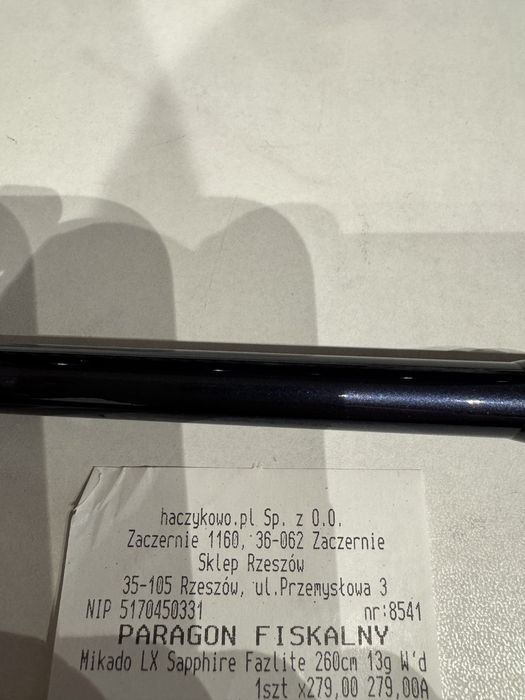 haczykowo.pl Sp. z O.O.
Zaczernie 1160, 36-062 Zaczernie
Sklep Rzeszów
35-105 Rzeszów, ul.Przemysłowa 3
NIP 5170450331 nr:8541
PARAGON FISKALNY
Mikado LX Sapphire Fazlite 260cm 13g W'd
1szt x279,00 279,00A